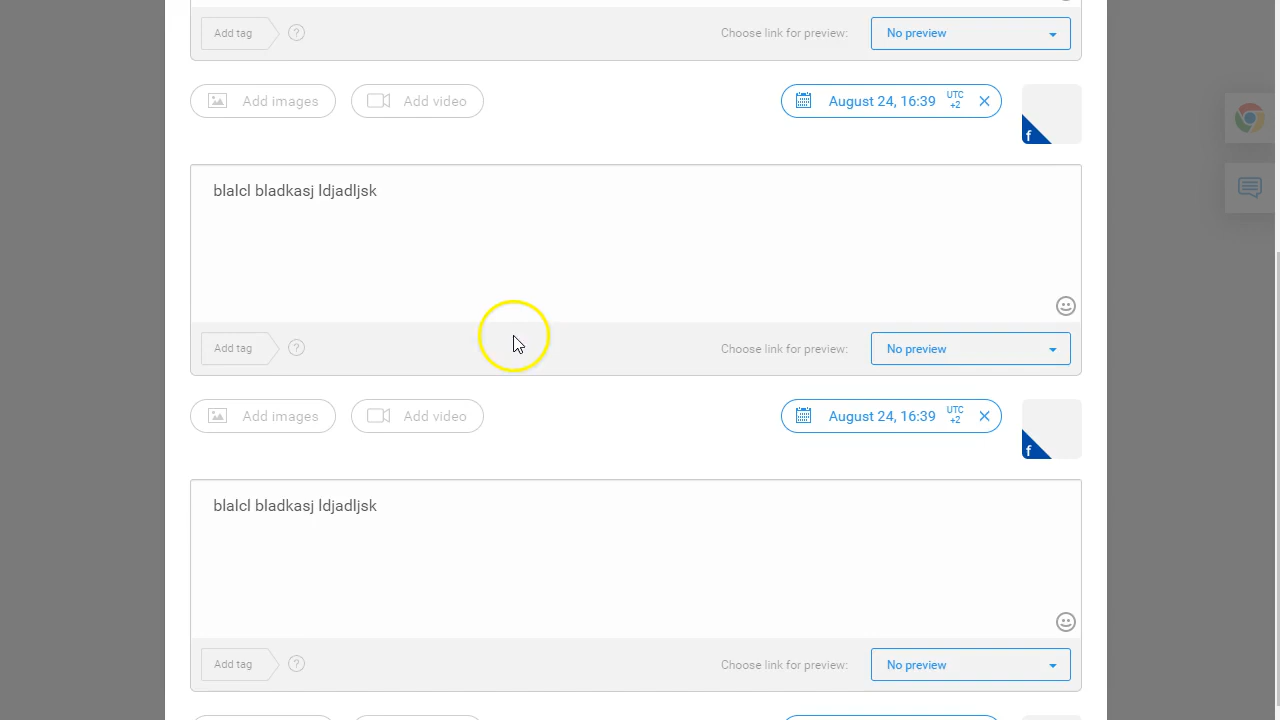 Add tag ? Choose link for preview: No preview
Add images Add video August 24, 16:39 UTC +2
f
blalcl bladkasj ldjadljsk
Add tag ? Choose link for preview: No preview
Add images Add video August 24, 16:39 UTC +2
f
blalcl bladkasj ldjadljsk
Add tag ? Choose link for preview: No preview